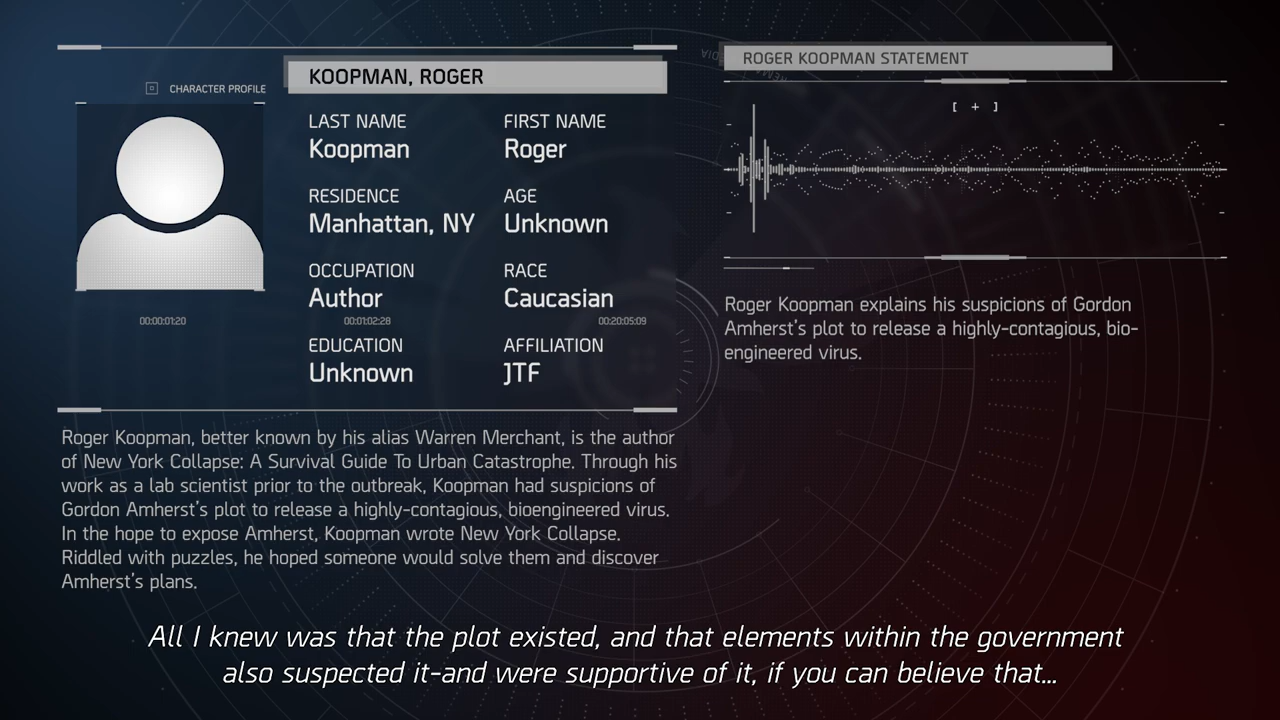 CHARACTER PROFILE
KOOPMAN, ROGER
LAST NAME
Koopman
FIRST NAME
Roger
RESIDENCE
Manhattan, NY
AGE
Unknown
OCCUPATION
Author
RACE
Caucasian
00:00:01:20
00:01:02:28
00:20:05:09
EDUCATION
Unknown
AFFILIATION
JTF
Roger Koopman, better known by his alias Warren Merchant, is the author
of New York Collapse: A Survival Guide To Urban Catastrophe. Through his
work as a lab scientist prior to the outbreak, Koopman had suspicions of
Gordon Amherst's plot to release a highly-contagious, bioengineered virus.
In the hope to expose Amherst, Koopman wrote New York Collapse.
Riddled with puzzles, he hoped someone would solve them and discover
Amherst's plans.
ROGER KOOPMAN STATEMENT
[ + ]
Roger Koopman explains his suspicions of Gordon
Amherst's plot to release a highly-contagious, bio-
engineered virus.
All I knew was that the plot existed, and that elements within the government
also suspected it-and were supportive of it, if you can believe that...